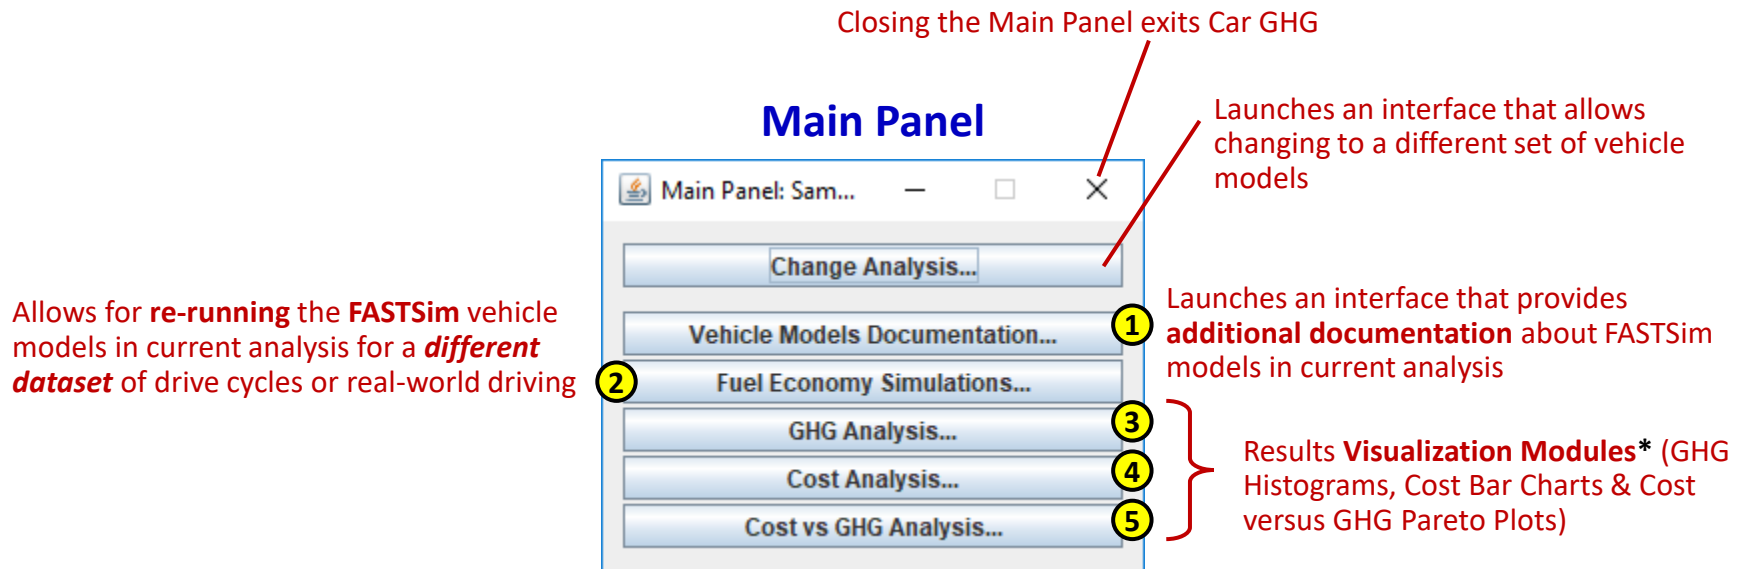 Closing the Main Panel exits Car GHG
Main Panel
Launches an interface that allows
changing to a different set of vehicle
models
Main Panel: Sam...
Change Analysis...
Allows for re-running the FASTSim vehicle
models in current analysis for a different
dataset of drive cycles or real-world driving
Launches an interface that provides
additional documentation about FASTSim
models in current analysis
Vehicle Models Documentation...
1
2
Fuel Economy Simulations...
GHG Analysis...
3
Cost Analysis...
4
Cost vs GHG Analysis...
5
Results Visualization Modules* (GHG
Histograms, Cost Bar Charts & Cost
versus GHG Pareto Plots)